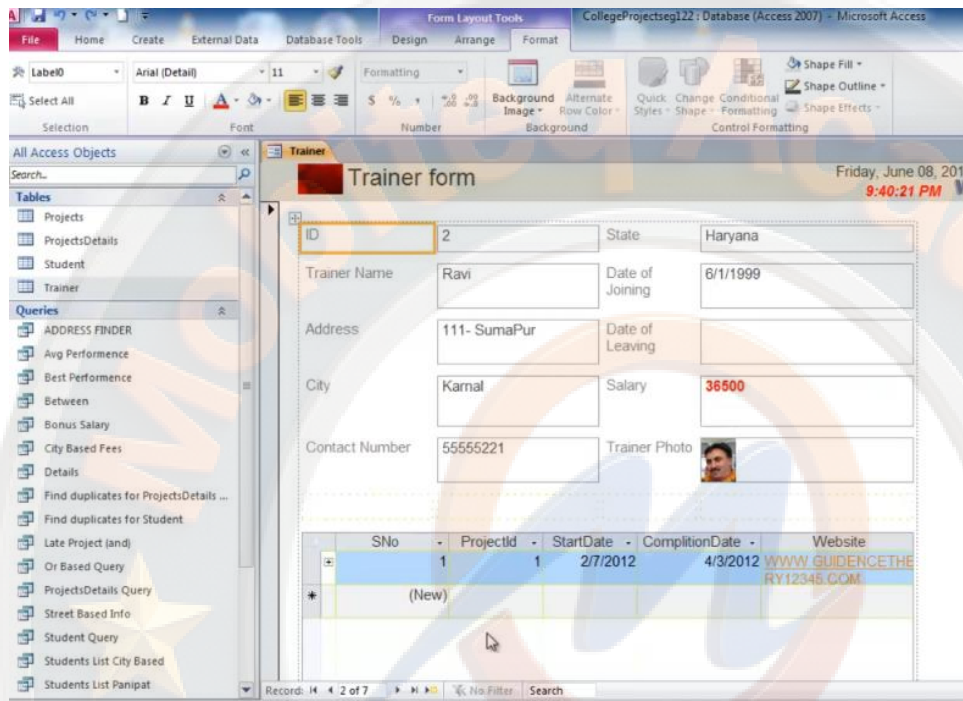 Form Layout Tools CollegeProjectseg122 : Database (Access 2007) - Microsoft Access
File Home Create External Data Database Tools Design Arrange Format
Label0 Arial (Detail) 11 Formatting
Select All B I U A $ % ,
Background Image Alternate Row Color Quick Styles Change Shape Conditional Formatting
Shape Fill
Shape Outline
Shape Effects
Selection Font Number Background Control Formatting
All Access Objects
Search...
Tables
Projects
ProjectsDetails
Student
Trainer
Queries
ADDRESS FINDER
Avg Performence
Best Performence
Between
Bonus Salary
City Based Fees
Details
Find duplicates for ProjectsDetails ...
Find duplicates for Student
Late Project (and)
Or Based Query
ProjectsDetails Query
Street Based Info
Student Query
Students List City Based
Students List Panipat
Trainer
Trainer form
Friday, June 08, 201
9:40:21 PM
ID 2 State Haryana
Trainer Name Ravi Date of Joining 6/1/1999
Address 111- SumaPur Date of Leaving
City Karnal Salary 36500
Contact Number 55555221 Trainer Photo
SNo ProjectId StartDate ComplitionDate Website
1 1 2/7/2012 4/3/2012 WWW.GUIDENCETHE
RY12345.COM
(New)
Record: 2 of 7 No Filter Search